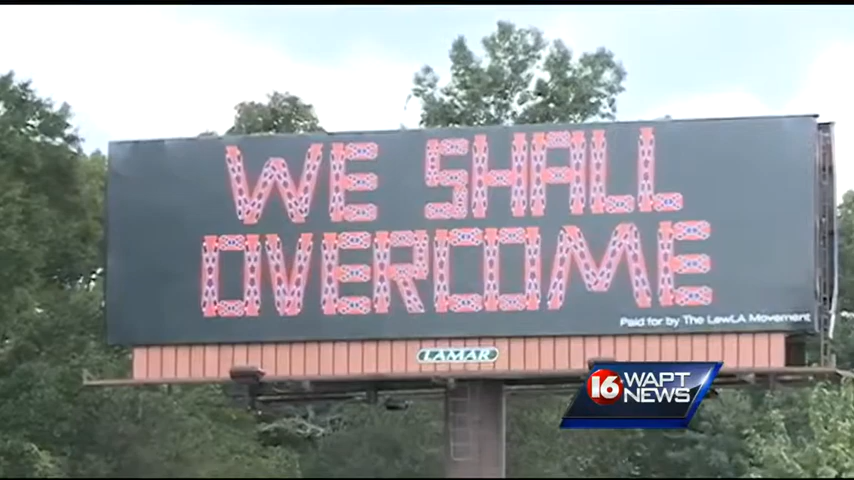 WE SHALL
OVERCOME
Paid for by The LewLA Movement
LAMAR
16 WAPT
NEWS